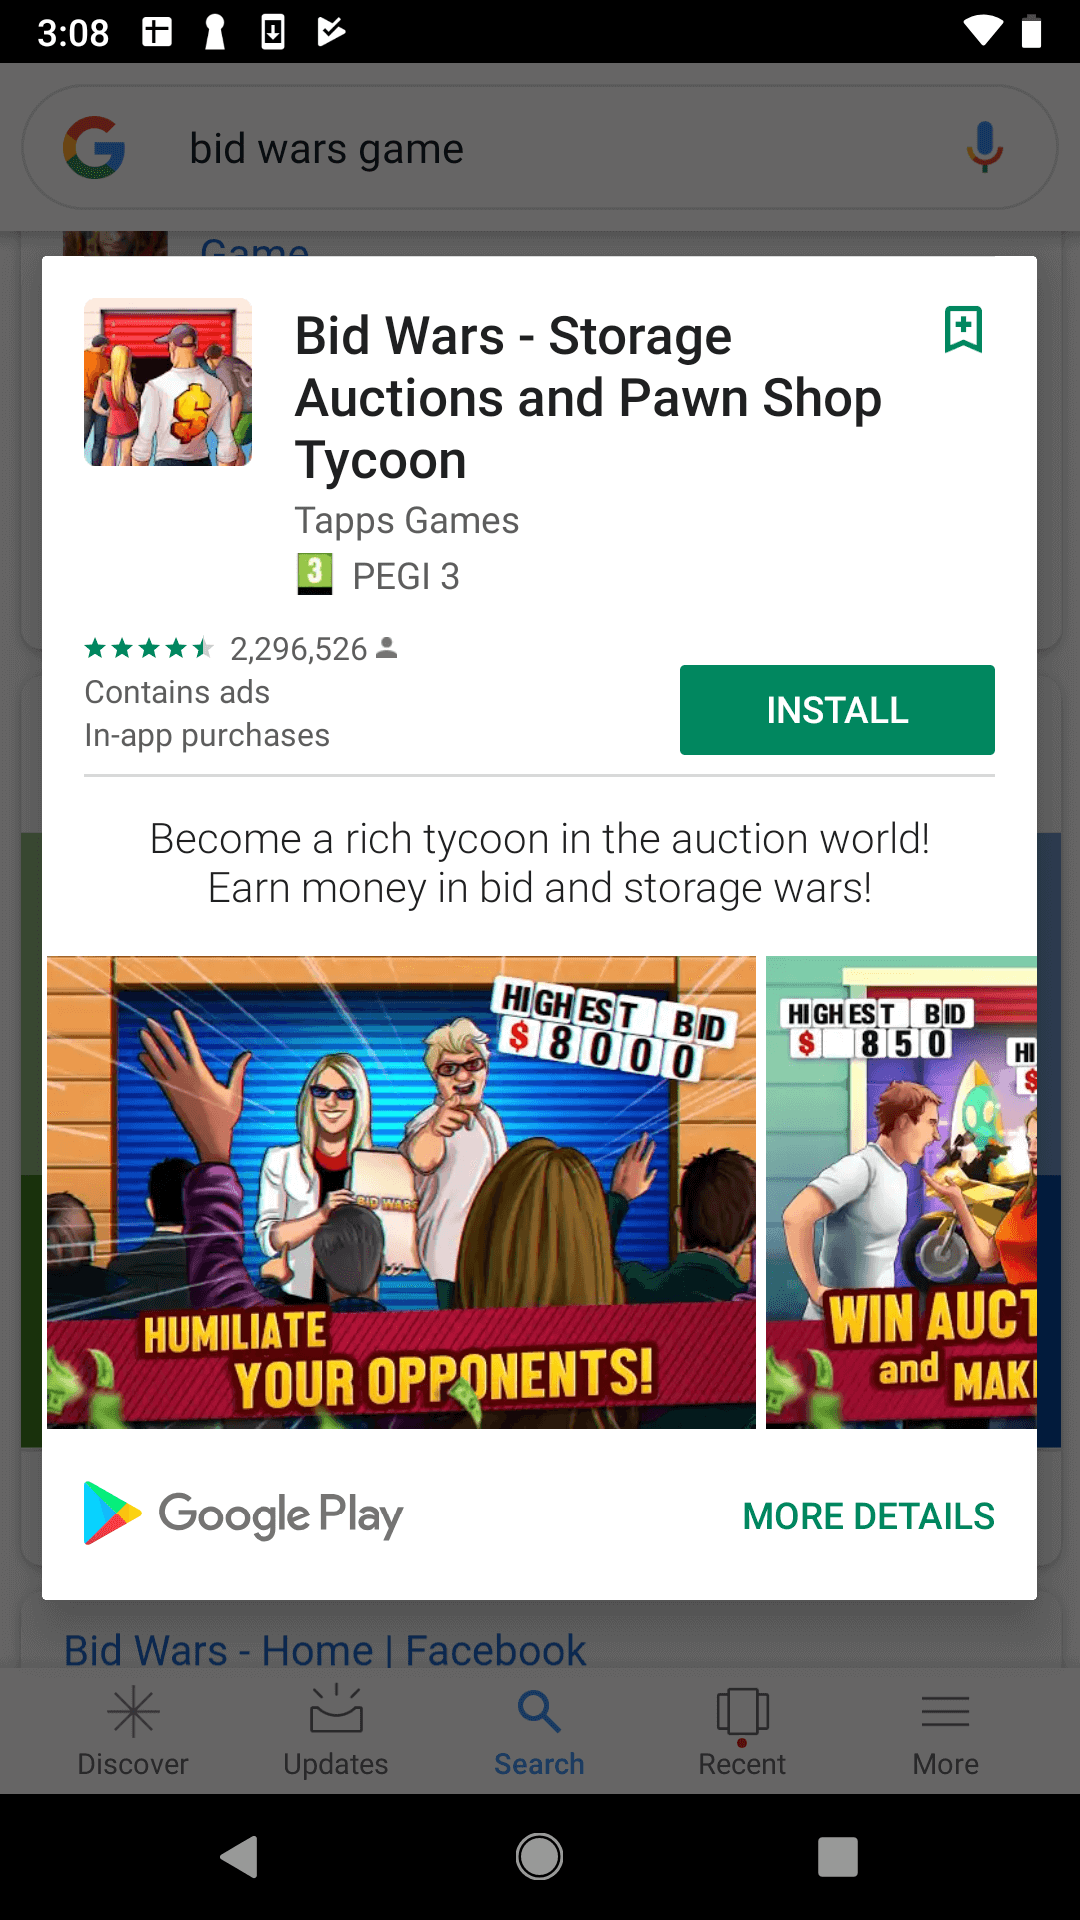 3:08
bid wars game
Game
Bid Wars - Storage
Auctions and Pawn Shop
Tycoon
Tapps Games
3 PEGI 3
2,296,526
Contains ads
In-app purchases
INSTALL
Become a rich tycoon in the auction world!
Earn money in bid and storage wars!
HIGHEST BID
$8000
BID WARS
HUMILIATE
YOUR OPPONENTS!
HIGHEST BID
$ 850
HI
$
WIN AUCT
and MAK
Google Play
MORE DETAILS
Bid Wars - Home | Facebook
Discover
Updates
Search
Recent
More